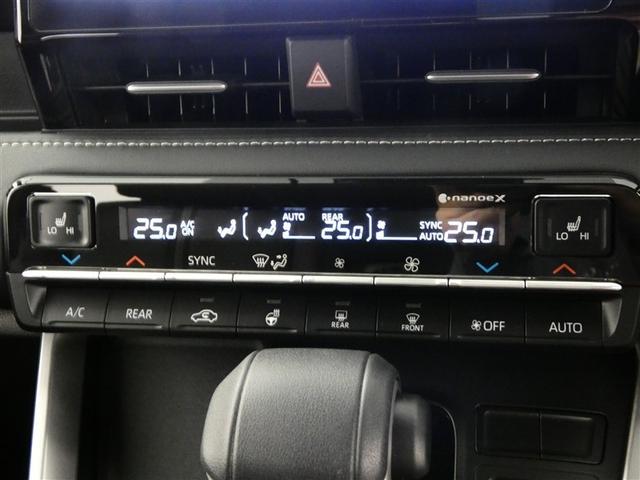 nanoeX
LO HI
25.0 A/C ON AUTO REAR 25.0 SYNC AUTO 25.0
LO HI
SYNC
A/C REAR REAR FRONT OFF AUTO